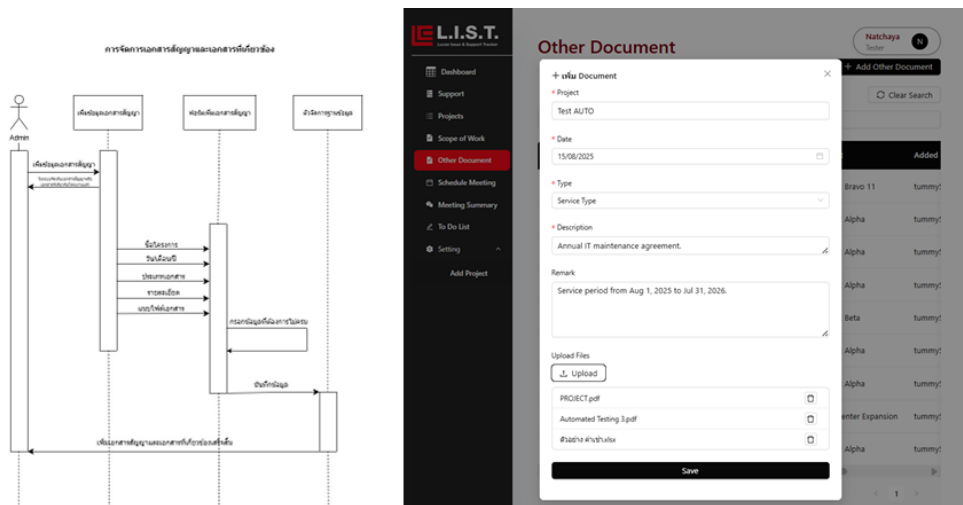 การจัดการเอกสารสัญญาและเอกสารที่เกี่ยวข้อง
Admin
เพิ่มข้อมูลเอกสารสัญญา
ฟอร์มเพิ่มเอกสารสัญญา
ตัวจัดการฐานข้อมูล
เพิ่มข้อมูลเอกสารสัญญา
ชื่อโครงการ
วัน/เดือน/ปี
ประเภทเอกสาร
รายละเอียด
แนบไฟล์เอกสาร
กรอกข้อมูลที่ต้องการไม่ครบ
บันทึกข้อมูล
เพิ่มเอกสารสัญญาและเอกสารที่เกี่ยวข้องเสร็จสิ้น
L.I.S.T.
Dashboard
Support
Projects
Scope of Work
Other Document
Schedule Meeting
Meeting Summary
To Do List
Setting
Add Project
Other Document
Natchaya
Tester
N
+ Add Other Document
Clear Search
Added
Bravo 11 tummy
Alpha tummy
Alpha tummy
Alpha tummy
Beta tummy
Alpha tummy
Alpha tummy
enter Expansion tummy
Alpha tummy
< 1 >
+ เพิ่ม Document
* Project
Test AUTO
* Date
15/08/2025
* Type
Service Type
* Description
Annual IT maintenance agreement.
Remark
Service period from Aug 1, 2025 to Jul 31, 2026.
Upload Files
Upload
PROJECT.pdf
Automated Testing 3.pdf
ตัวอย่าง ค่าเช่า.xlsx
Save